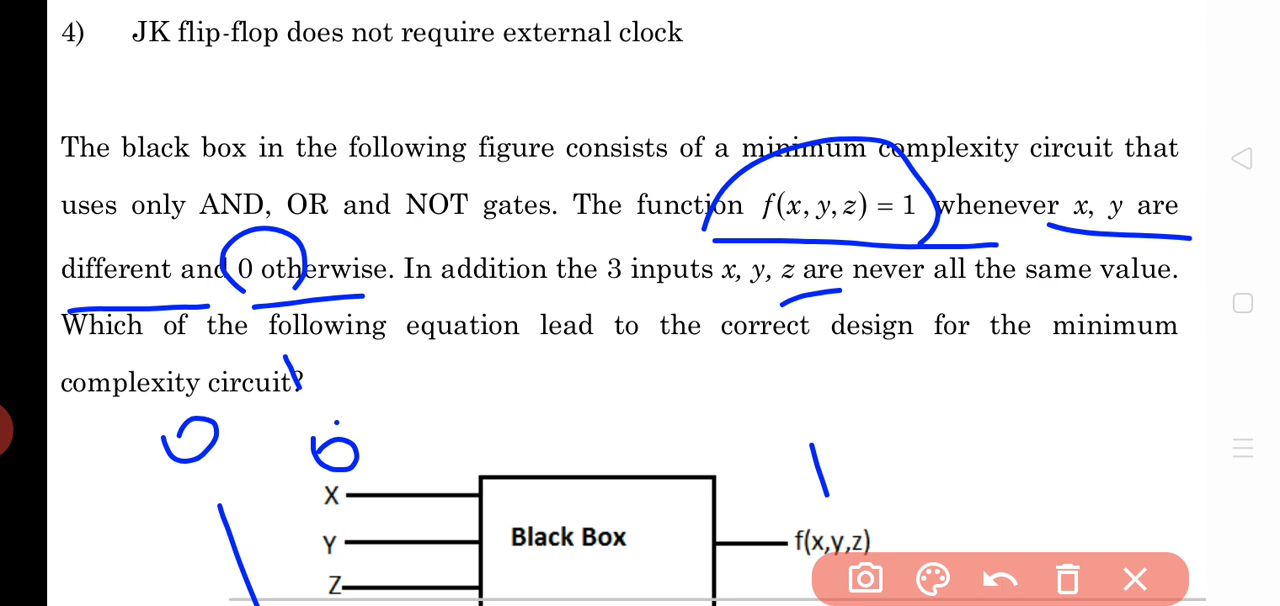 4) JK flip-flop does not require external clock
The black box in the following figure consists of a minimum complexity circuit that
uses only AND, OR and NOT gates. The function f(x, y, z) = 1 whenever x, y are
different and 0 otherwise. In addition the 3 inputs x, y, z are never all the same value.
Which of the following equation lead to the correct design for the minimum
complexity circuit?
0 0 1
X
Y
Z
Black Box
f(x,y,z)